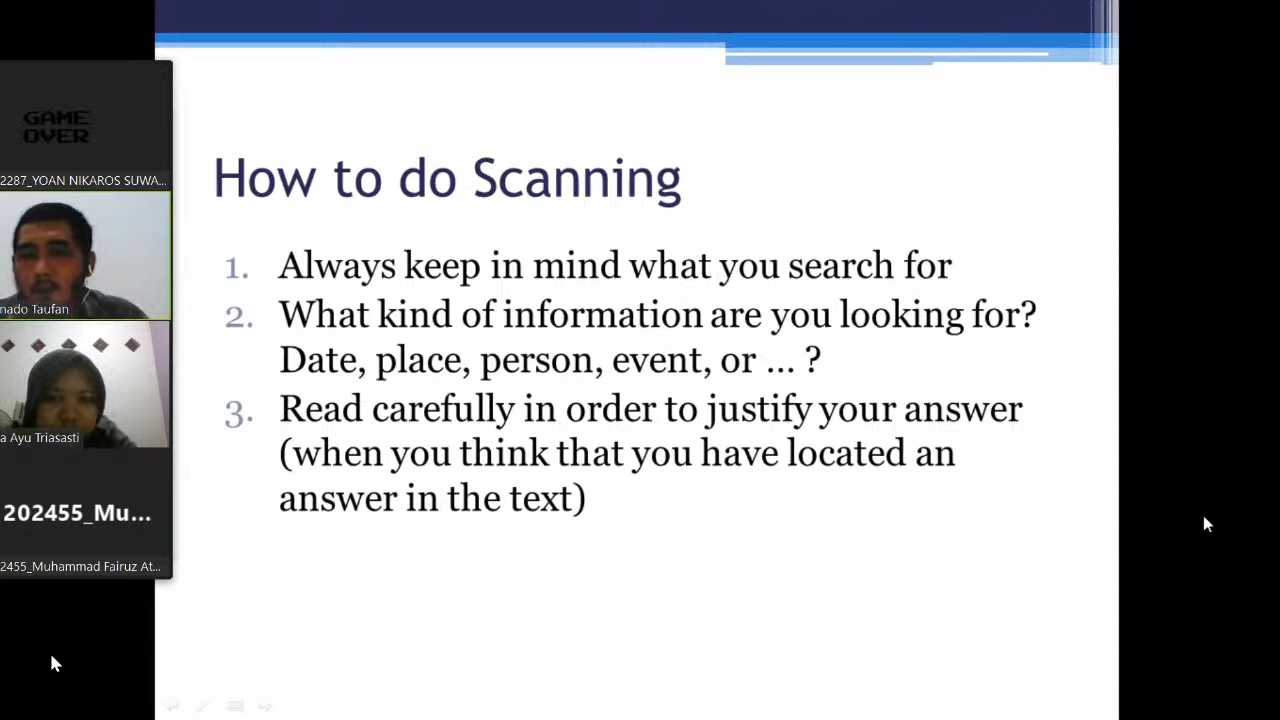 GAME
OVER
2287_YOAN NIKAROS SUWA...
nado Taufan
a Ayu Triasasti
202455_Mu...
2455_Muhammad Fairuz At...
How to do Scanning
1. Always keep in mind what you search for
2. What kind of information are you looking for?
Date, place, person, event, or ... ?
3. Read carefully in order to justify your answer
(when you think that you have located an
answer in the text)